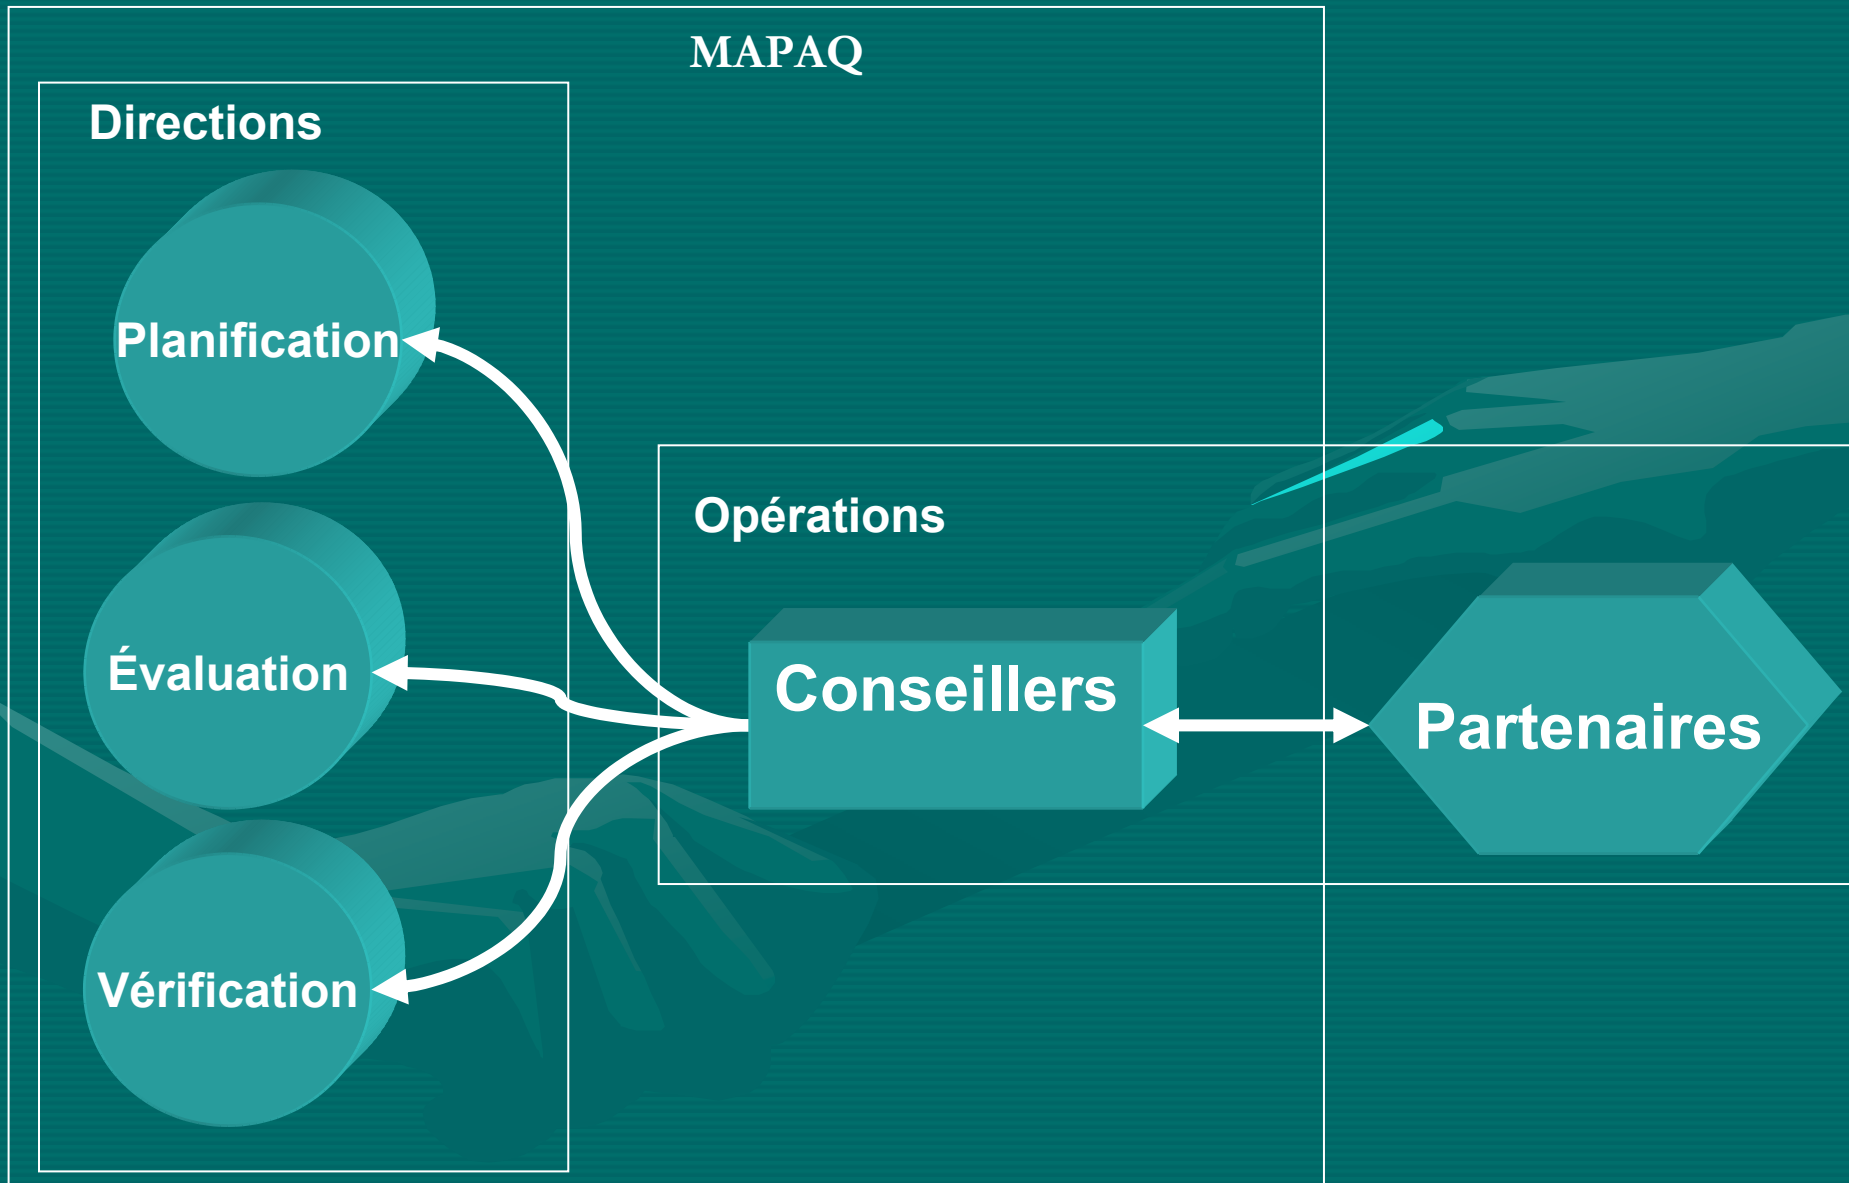 MAPAQ
Directions
Planification
Opérations
Évaluation
Conseillers
Partenaires
Vérification